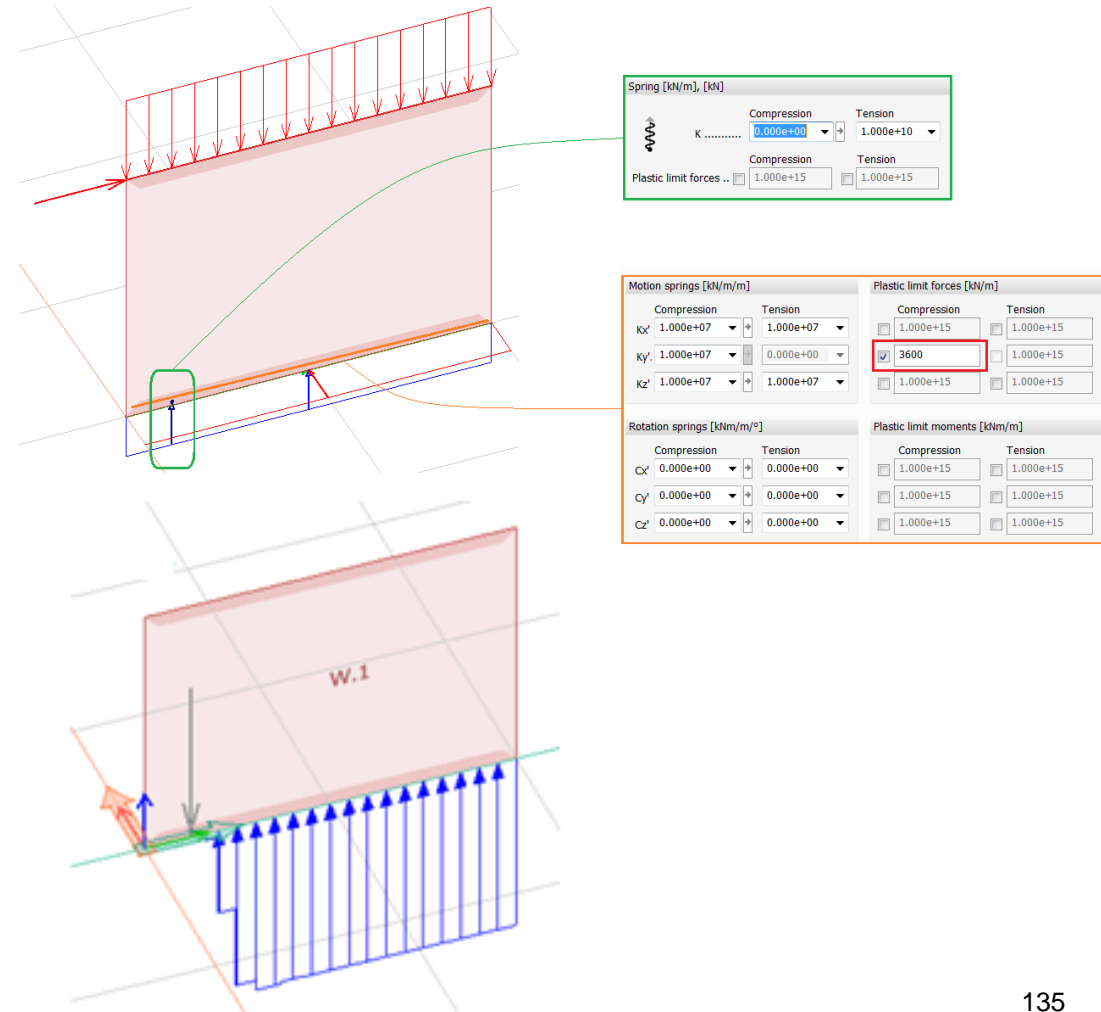 Spring [kN/m], [kN]
Compression Tension
K ........... 0.000e+00 1.000e+10
Compression Tension
Plastic limit forces .. 1.000e+15 1.000e+15
Motion springs [kN/m/m] Plastic limit forces [kN/m]
Compression Tension Compression Tension
Kx' 1.000e+07 1.000e+07 1.000e+15 1.000e+15
Ky'. 1.000e+07 0.000e+00 3600 1.000e+15
Kz' 1.000e+07 1.000e+07 1.000e+15 1.000e+15
Rotation springs [kNm/m/°] Plastic limit moments [kNm/m]
Compression Tension Compression Tension
Cx' 0.000e+00 0.000e+00 1.000e+15 1.000e+15
Cy' 0.000e+00 0.000e+00 1.000e+15 1.000e+15
Cz' 0.000e+00 0.000e+00 1.000e+15 1.000e+15
W.1
135